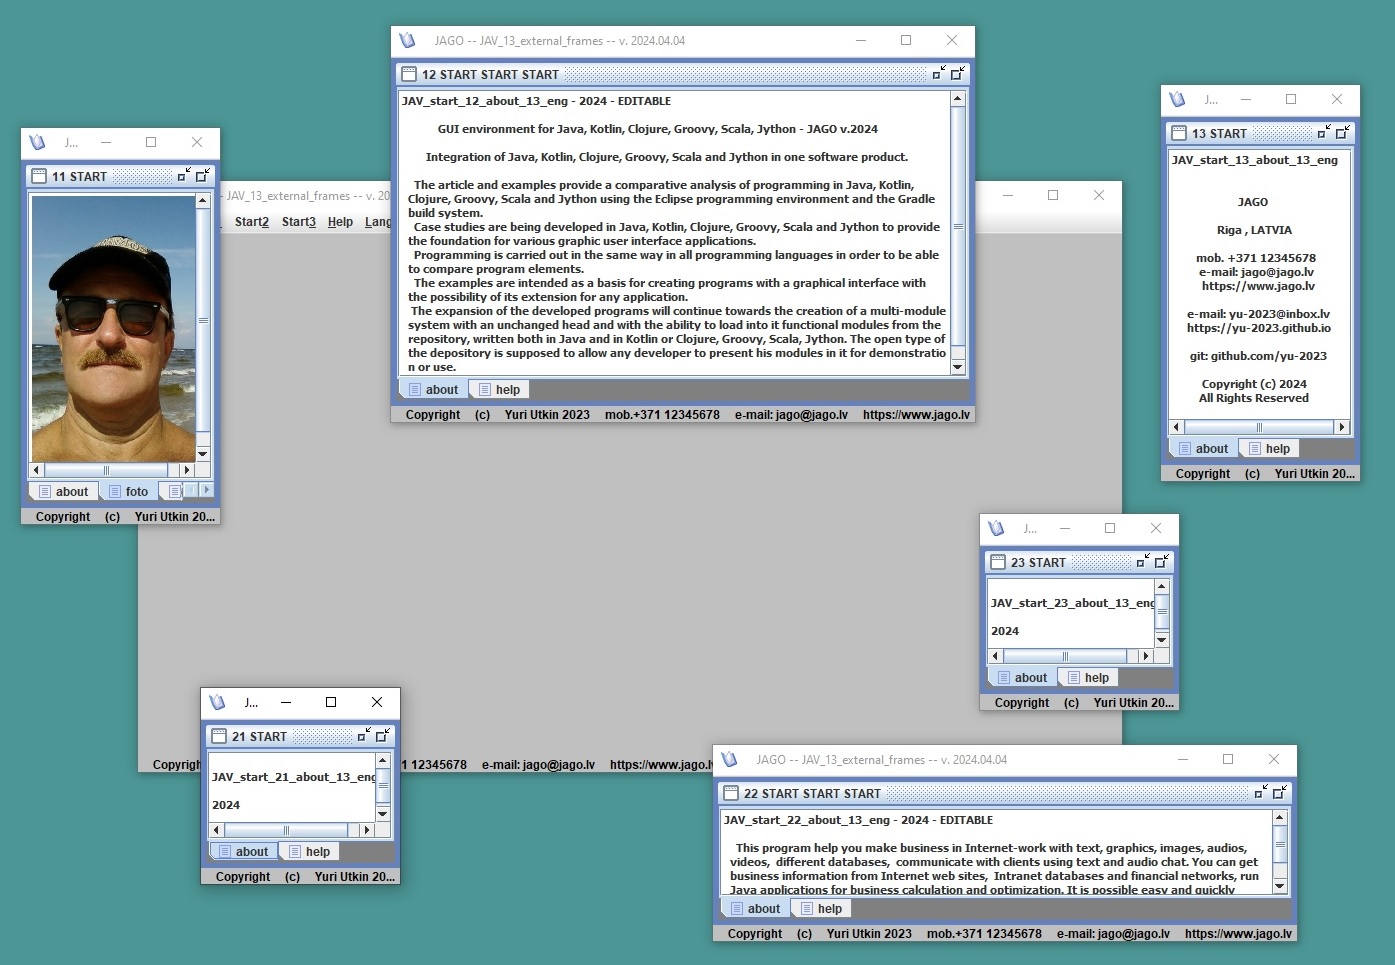 JAGO -- JAV_13_external_frames -- v. 2024.04.04
12 START START START
JAV_start_12_about_13_eng - 2024 - EDITABLE
GUI environment for Java, Kotlin, Clojure, Groovy, Scala, Jython - JAGO v.2024
Integration of Java, Kotlin, Clojure, Groovy, Scala and Jython in one software product.
The article and examples provide a comparative analysis of programming in Java, Kotlin,
Clojure, Groovy, Scala and Jython using the Eclipse programming environment and the Gradle
build system.
Case studies are being developed in Java, Kotlin, Clojure, Groovy, Scala and Jython to provide
the foundation for various graphic user interface applications.
Programming is carried out in the same way in all programming languages in order to be able
to compare program elements.
The examples are intended as a basis for creating programs with a graphical interface with
the possibility of its extension for any application.
The expansion of the developed programs will continue towards the creation of a multi-module
system with an unchanged head and with the ability to load into it functional modules from the
repository, written both in Java and in Kotlin or Clojure, Groovy, Scala, Jython. The open type of
the depository is supposed to allow any developer to present his modules in it for demonstratio
n or use.
about help
Copyright (c) Yuri Utkin 2023 mob.+371 12345678 e-mail: jago@jago.lv https://www.jago.lv
J...
13 START
JAV_start_13_about_13_eng
JAGO
Riga , LATVIA
mob. +371 12345678
e-mail: jago@jago.lv
https://www.jago.lv
e-mail: yu-2023@inbox.lv
https://yu-2023.github.io
git: github.com/yu-2023
Copyright (c) 2024
All Rights Reserved
about help
Copyright (c) Yuri Utkin 20...
J...
11 START
about foto
Copyright (c) Yuri Utkin 20...
- JAV_13_external_frames -- v. 20
Start2 Start3 Help Lang
Copyrigh 1 12345678 e-mail: jago@jago.lv https://www.jago.lv
J...
23 START
JAV_start_23_about_13_eng
2024
about help
Copyright (c) Yuri Utkin 20...
J...
21 START
JAV_start_21_about_13_eng
2024
about help
Copyright (c) Yuri Utkin 20...
JAGO -- JAV_13_external_frames -- v. 2024.04.04
22 START START START
JAV_start_22_about_13_eng - 2024 - EDITABLE
This program help you make business in Internet-work with text, graphics, images, audios,
videos, different databases, communicate with clients using text and audio chat. You can get
business information from Internet web sites, Intranet databases and financial networks, run
Java applications for business calculation and optimization. It is possible easy and quickly
about help
Copyright (c) Yuri Utkin 2023 mob.+371 12345678 e-mail: jago@jago.lv https://www.jago.lv